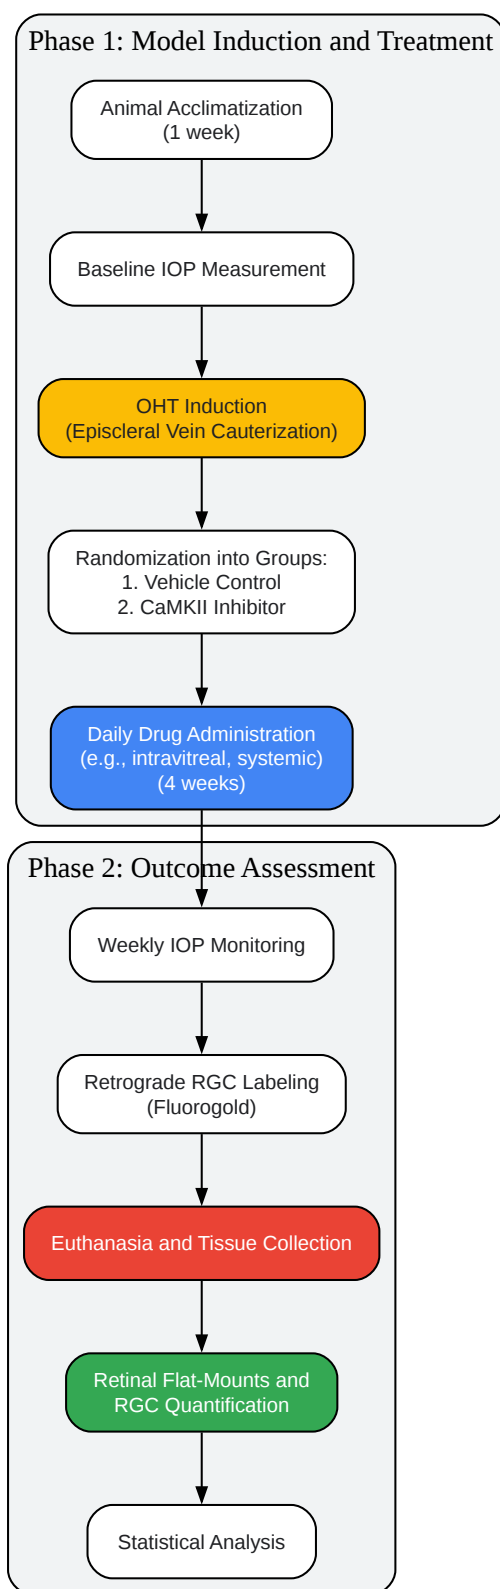 Phase 1: Model Induction and Treatment
Animal Acclimatization
(1 week)
Baseline IOP Measurement
OHT Induction
(Episcleral Vein Cauterization)
Randomization into Groups:
1. Vehicle Control
2. CaMKII Inhibitor
Daily Drug Administration
(e.g., intravitreal, systemic)
(4 weeks)
Phase 2: Outcome Assessment
Weekly IOP Monitoring
Retrograde RGC Labeling
(Fluorogold)
Euthanasia and Tissue Collection
Retinal Flat-Mounts and
RGC Quantification
Statistical Analysis